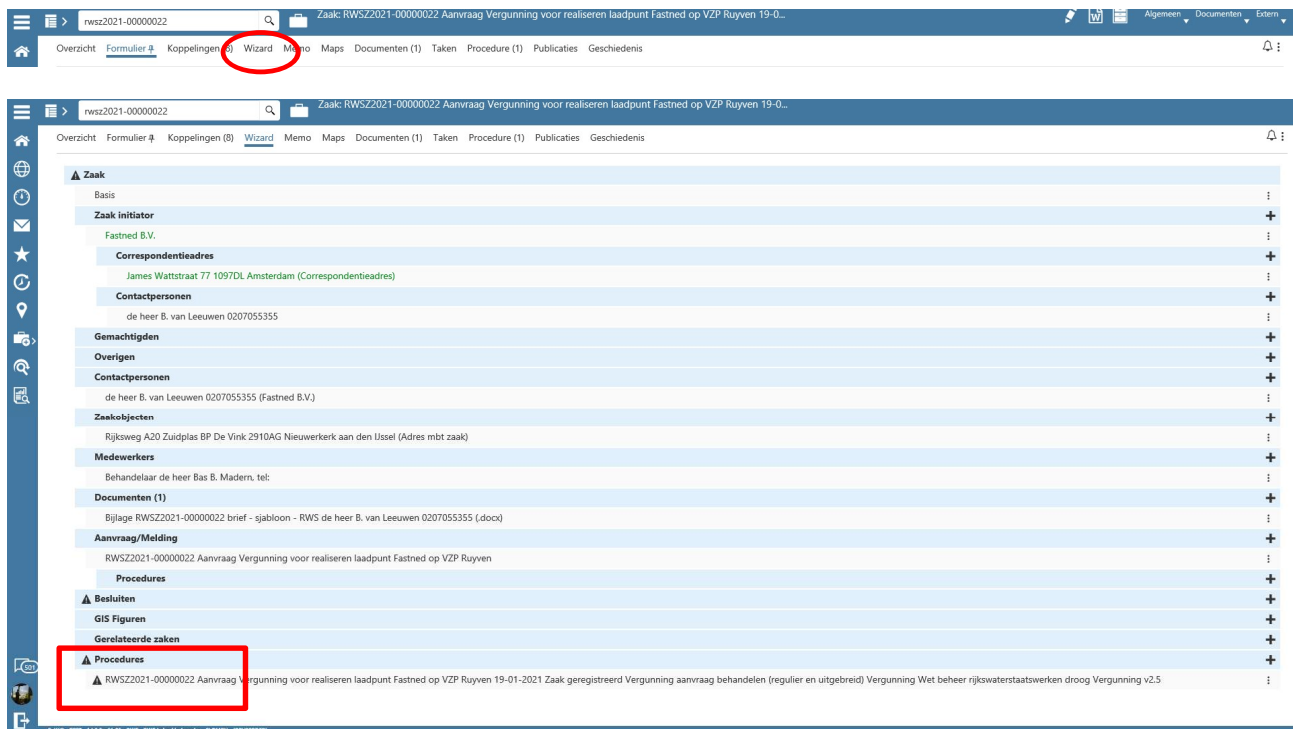 rwsz2021-00000022 Zaak: RWSZ2021-00000022 Aanvraag Vergunning voor realiseren laadpunt Fastned op VZP Ruyven 19-0... Algemeen Documenten Extern
Overzicht Formulier Koppelingen (8) Wizard Memo Maps Documenten (1) Taken Procedure (1) Publicaties Geschiedenis
rwsz2021-00000022 Zaak: RWSZ2021-00000022 Aanvraag Vergunning voor realiseren laadpunt Fastned op VZP Ruyven 19-0...
Overzicht Formulier Koppelingen (8) Wizard Memo Maps Documenten (1) Taken Procedure (1) Publicaties Geschiedenis
Zaak
Basis
Zaak initiator
Fastned B.V.
Correspondentieadres
James Wattstraat 77 1097DL Amsterdam (Correspondentieadres)
Contactpersonen
de heer B. van Leeuwen 0207055355
Gemachtigden
Overigen
Contactpersonen
de heer B. van Leeuwen 0207055355 (Fastned B.V.)
Zaakobjecten
Rijksweg A20 Zuidplas BP De Vink 2910AG Nieuwerkerk aan den IJssel (Adres mbt zaak)
Medewerkers
Behandelaar de heer Bas B. Madern, tel:
Documenten (1)
Bijlage RWSZ2021-00000022 brief - sjabloon - RWS de heer B. van Leeuwen 0207055355 (.docx)
Aanvraag/Melding
RWSZ2021-00000022 Aanvraag Vergunning voor realiseren laadpunt Fastned op VZP Ruyven
Procedures
Besluiten
GIS Figuren
Gerelateerde zaken
Procedures
RWSZ2021-00000022 Aanvraag Vergunning voor realiseren laadpunt Fastned op VZP Ruyven 19-01-2021 Zaak geregistreerd Vergunning aanvraag behandelen (regulier en uitgebreid) Vergunning Wet beheer rijkswaterstaatswerken droog Vergunning v2.5
501